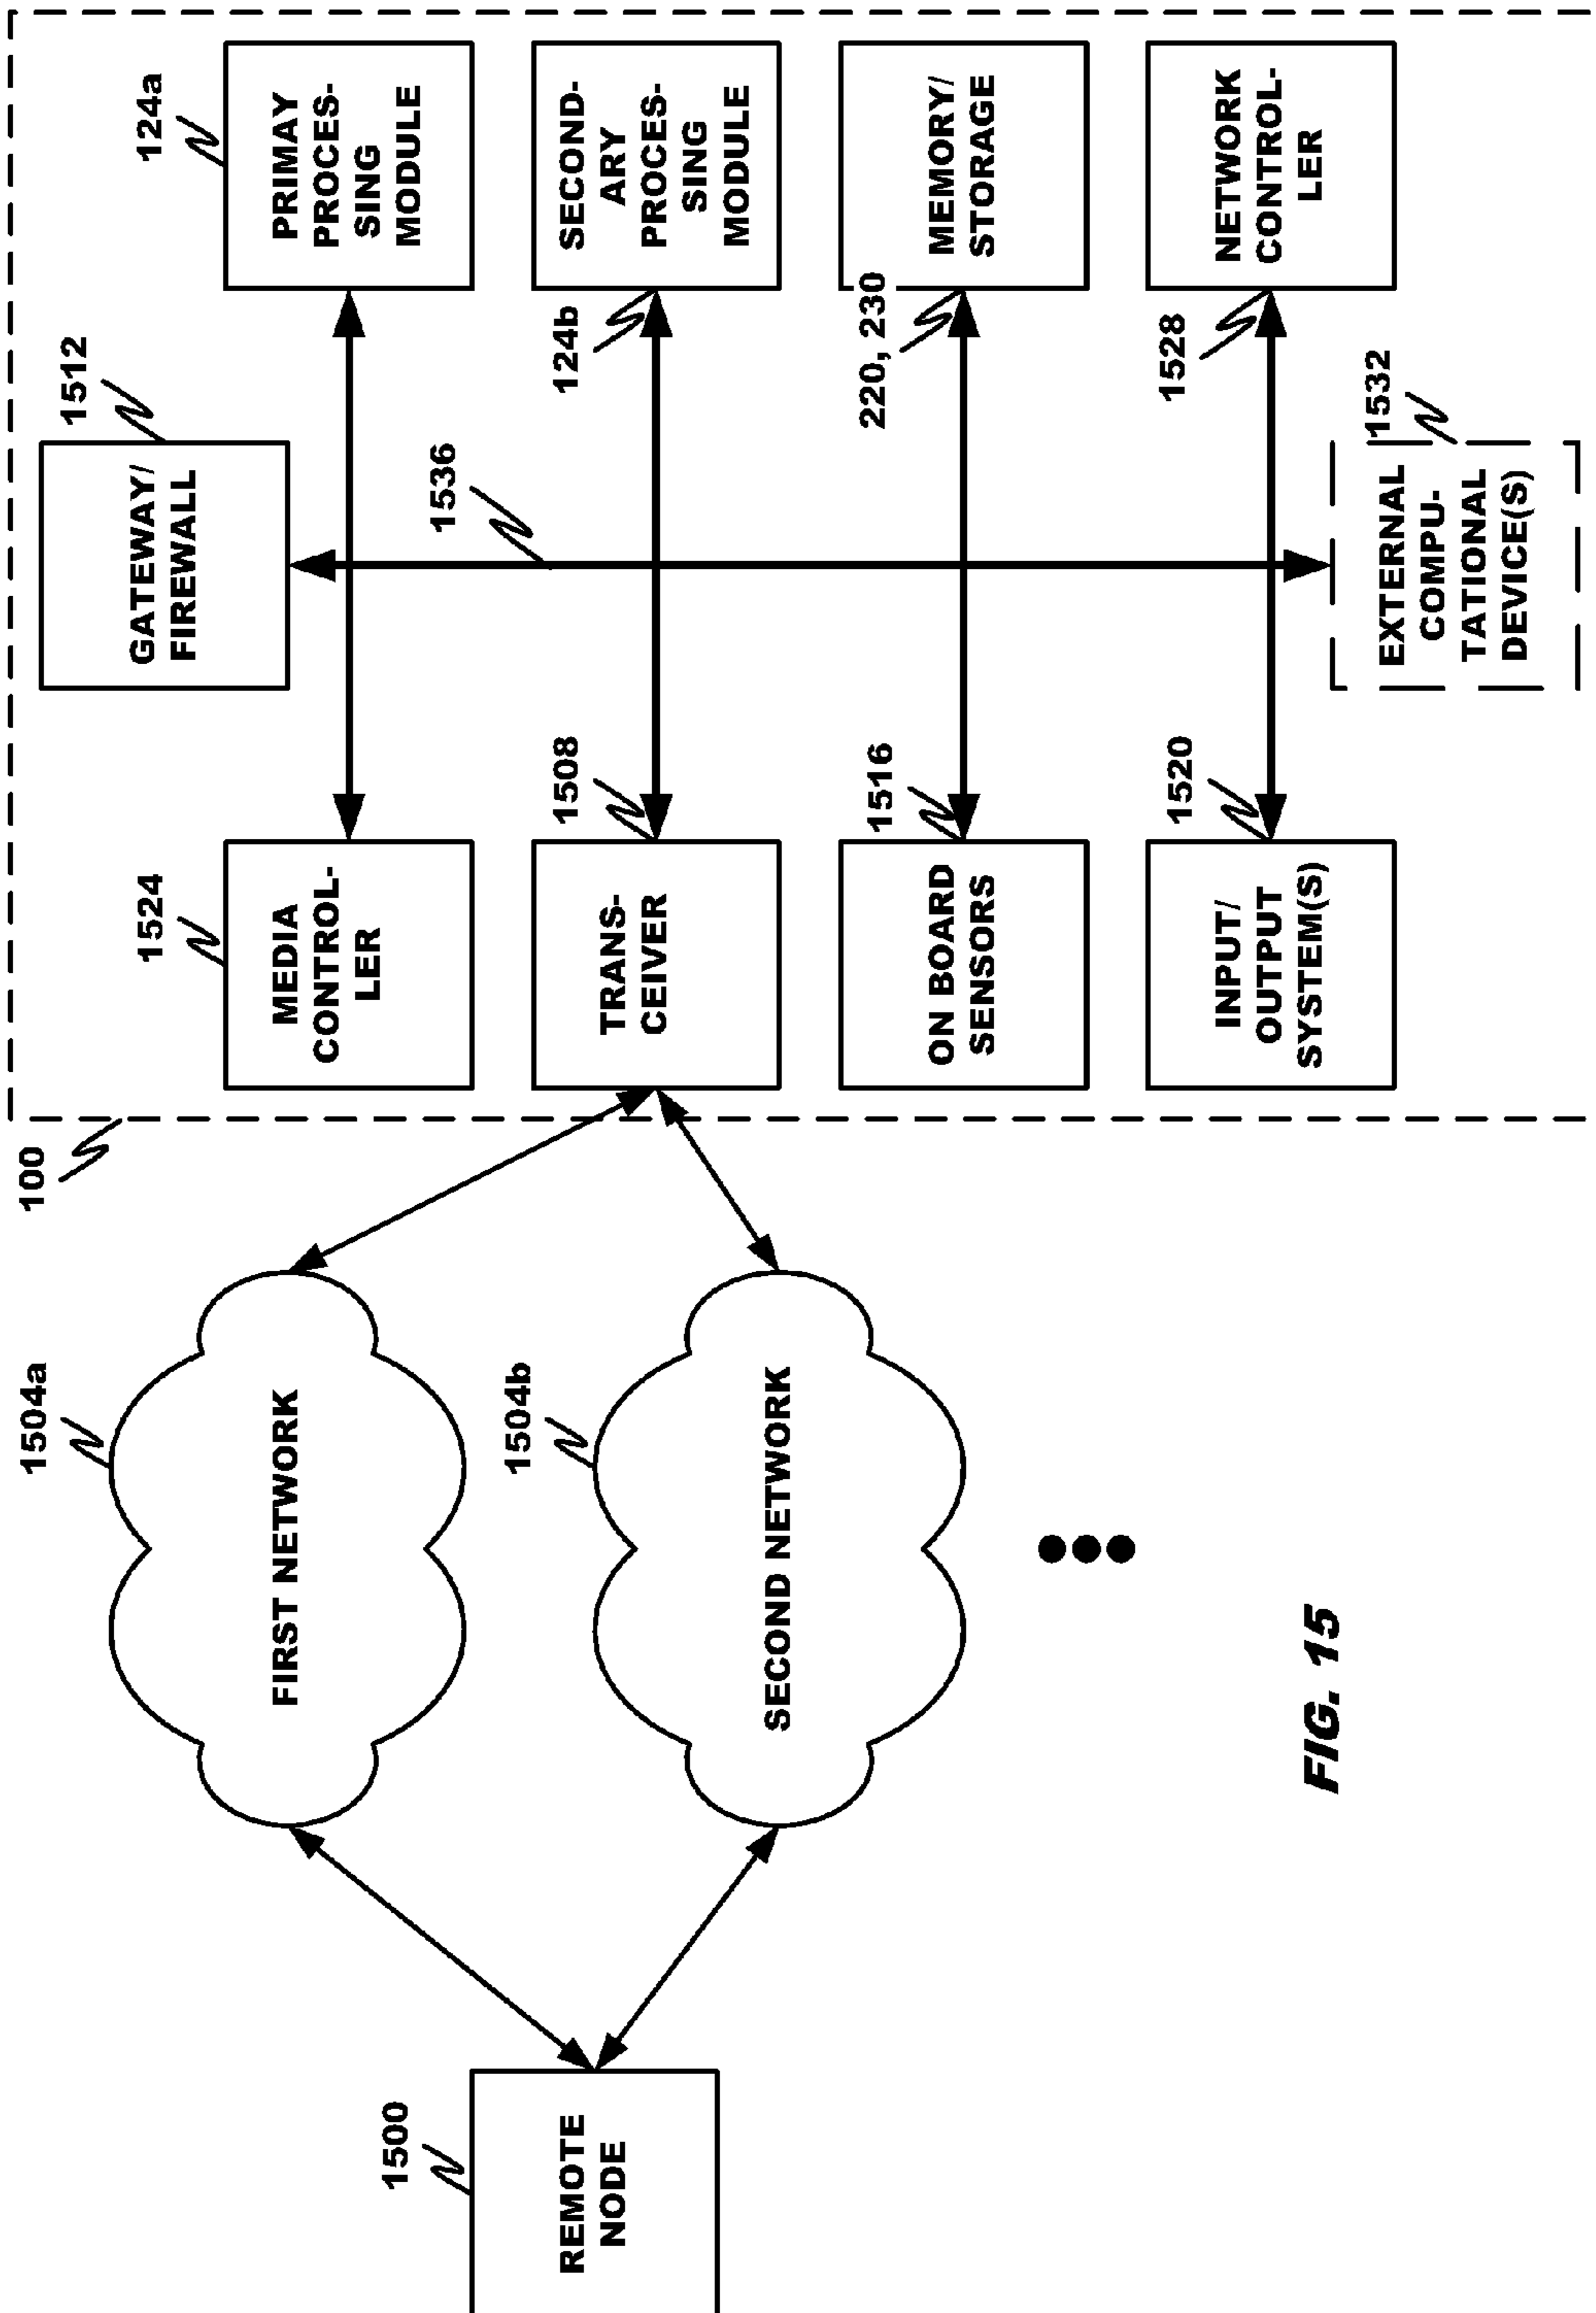 1500
REMOTE
NODE
1504a
FIRST NETWORK
1504b
SECOND NETWORK
100
1524
MEDIA
CONTROL-
LER
1508
TRANS-
CEIVER
1516
ON BOARD
SENSORS
1520
INPUT/
OUTPUT
SYSTEM(S)
1512
GATEWAY/
FIREWALL
1536
1532
EXTERNAL
COMPU-
TATIONAL
DEVICE(S)
124a
PRIMAY
PROCES-
SING
MODULE
124b
SECOND-
ARY
PROCES-
SING
MODULE
220, 230
MEMORY/
STORAGE
1528
NETWORK
CONTROL-
LER
FIG. 15